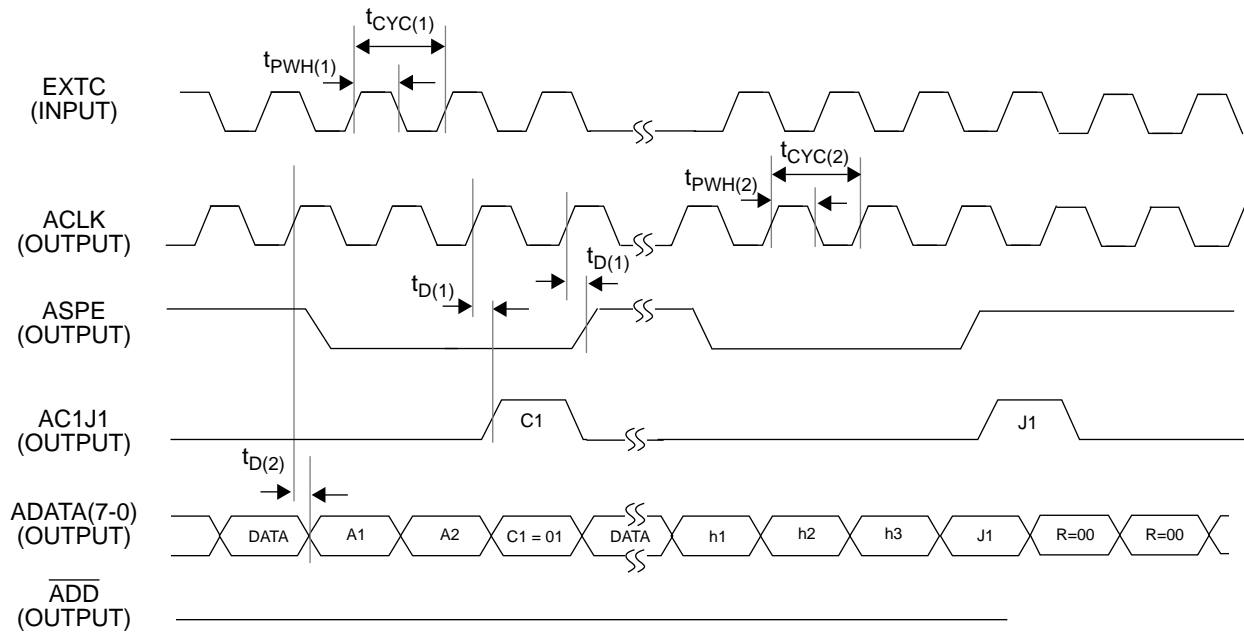 tCYC(1)
tPWH(1)
EXTC
(INPUT)
tCYC(2)
tPWH(2)
ACLK
(OUTPUT)
tD(1)
tD(1)
ASPE
(OUTPUT)
AC1J1
(OUTPUT)
C1
J1
tD(2)
ADATA(7-0)
(OUTPUT)
DATA A1 A2 C1 = 01 DATA h1 h2 h3 J1 R=00 R=00
ADD
(OUTPUT)